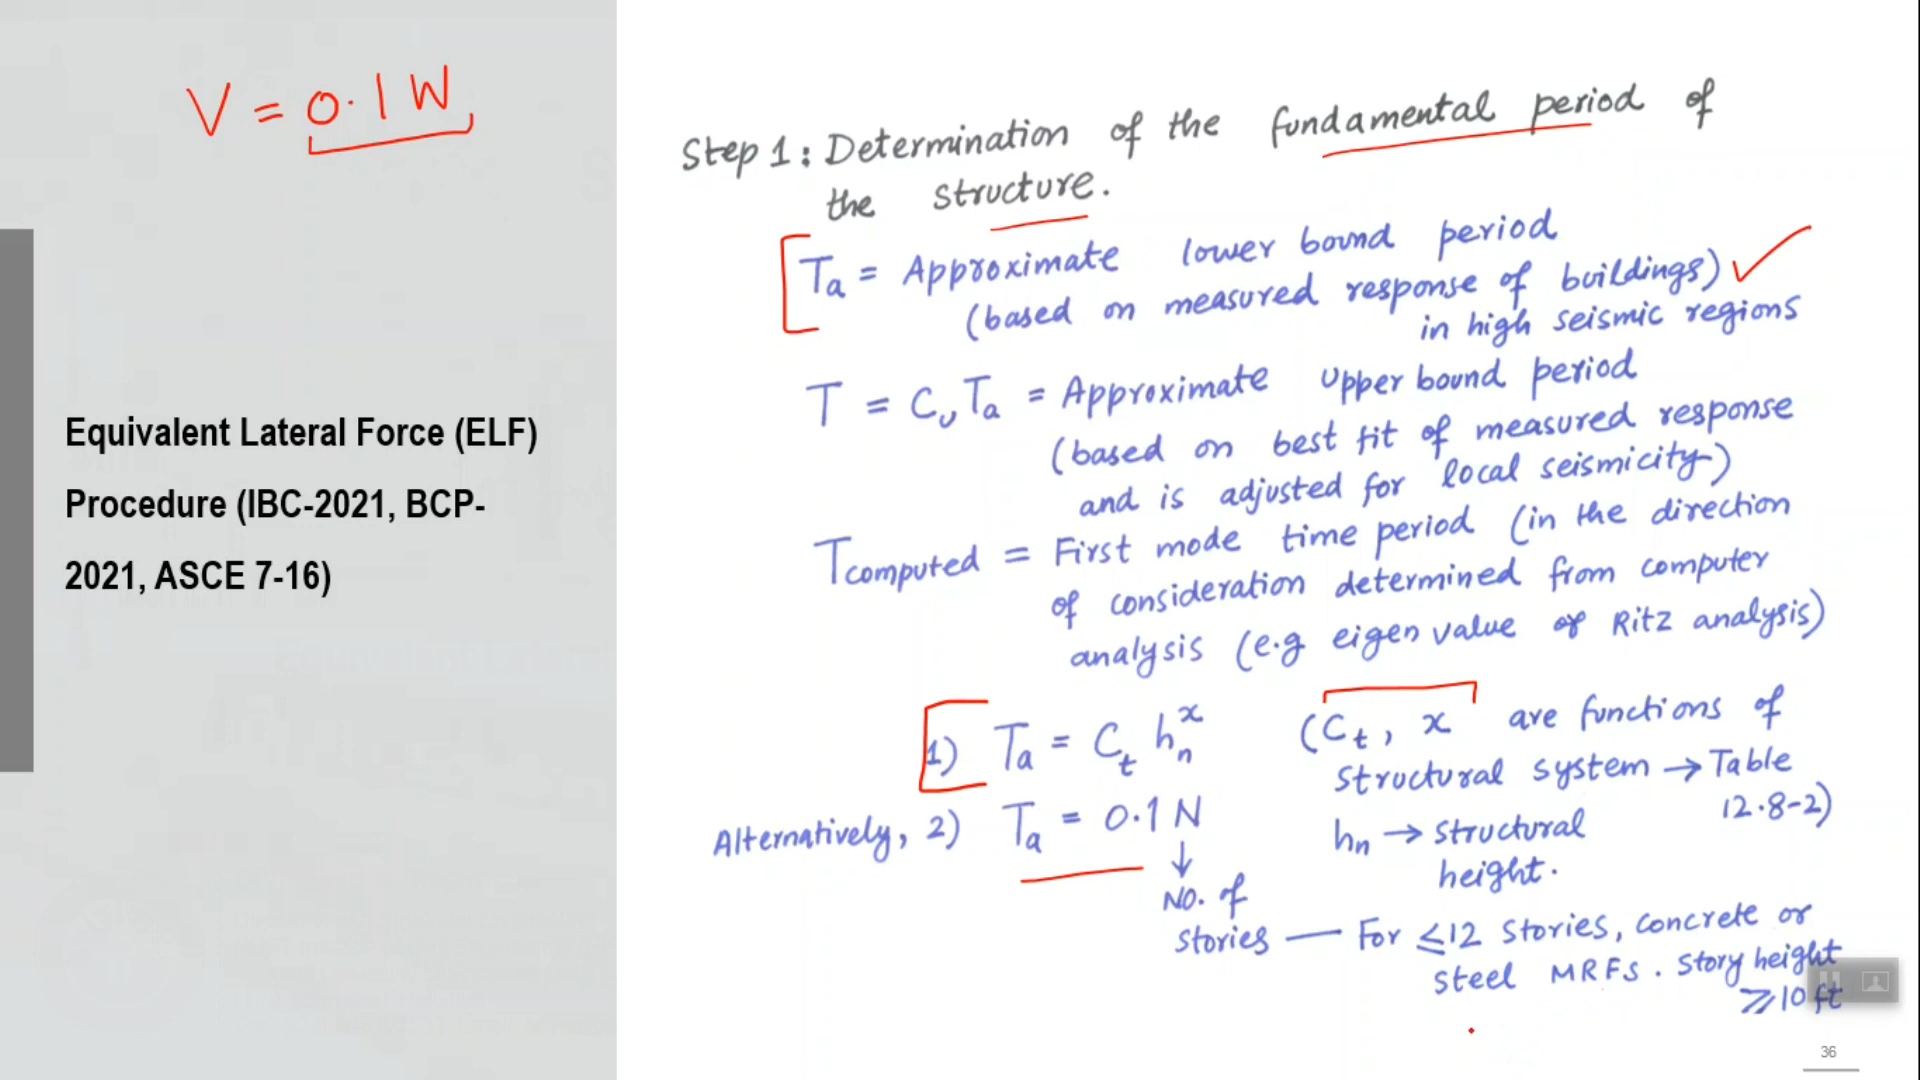 V = 0.1 W
Equivalent Lateral Force (ELF)
Procedure (IBC-2021, BCP-
2021, ASCE 7-16)
Step 1: Determination of the fundamental period of
the structure.
Ta = Approximate lower bound period
(based on measured response of buildings)
in high seismic regions
T = CuTa = Approximate Upper bound period
(based on best fit of measured response
and is adjusted for local seismicity)
Tcomputed = First mode time period (in the direction
of consideration determined from computer
analysis (e.g eigen value or Ritz analysis)
1) Ta = Ct hn^x (Ct, x are functions of
structural system → Table
12.8-2)
Alternatively, 2) Ta = 0.1 N
hn → structural
height.
↓
NO. of
stories — For ≤12 stories, concrete or
steel MRFs. Story height
≥10 ft
36